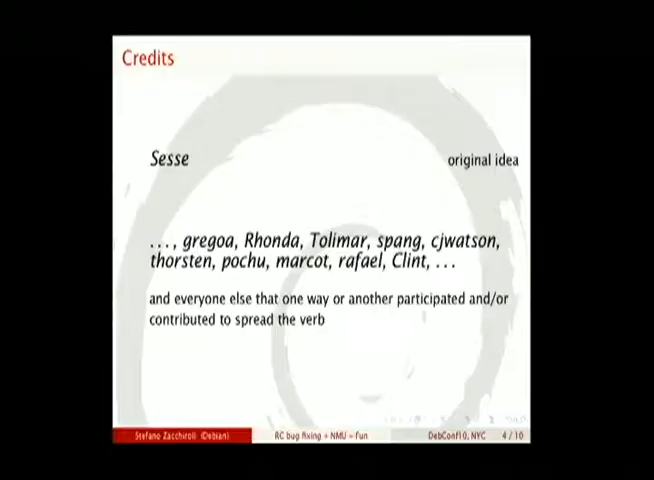 Credits
Sesse
original idea
..., gregoa, Rhonda, Tolimar, spang, cjwatson,
thorsten, pochu, marcot, rafael, Clint, ...
and everyone else that one way or another participated and/or
contributed to spread the verb
Stefano Zacchiroli (Debian)
RC bug fixing + NMU = fun
DebConf10, NYC
4 / 10